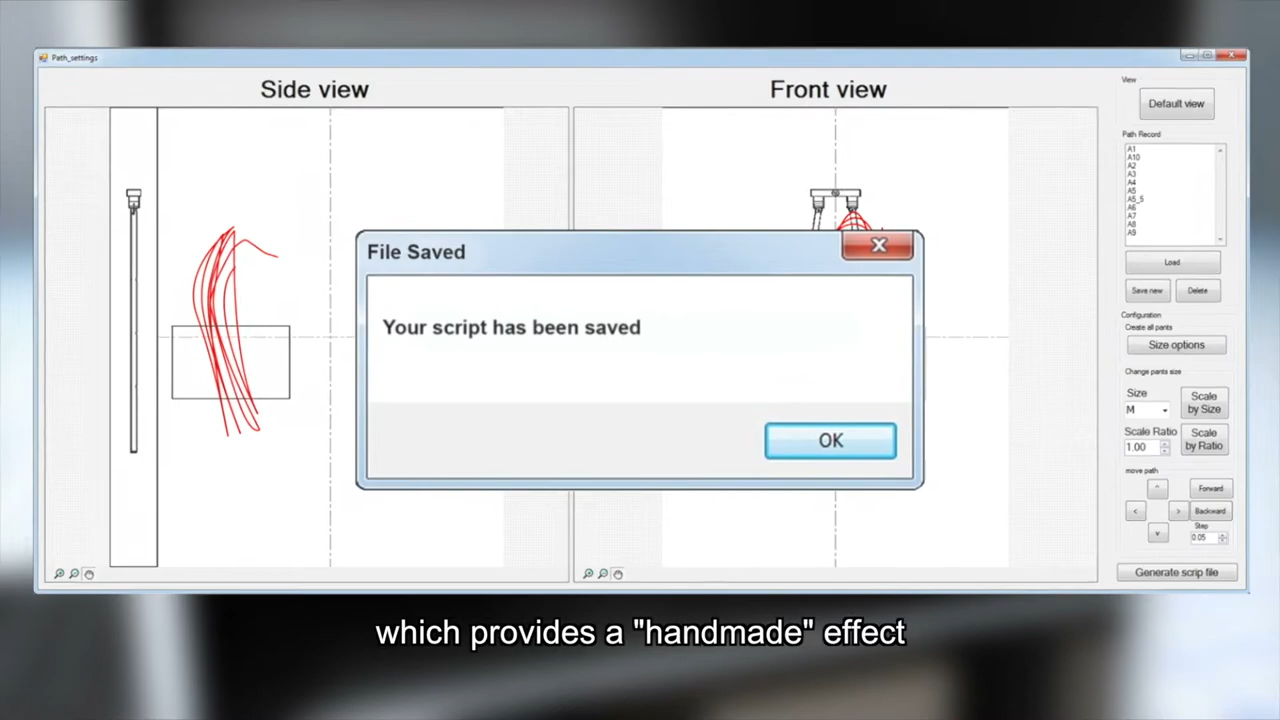 Path_settings
Side view
Front view
View
Default view
Path Record
A1
A10
A2
A3
A4
A5
A5_5
A6
A7
A8
A9
Load
Save new
Delete
Configuration
Create all pants
Size options
Change pants size
Size
M
Scale
by Size
Scale Ratio
1.00
Scale
by Ratio
move path
^
Forward
<
>
Backward
v
Step
0.05
Generate scrip file
File Saved
Your script has been saved
OK
which provides a "handmade" effect